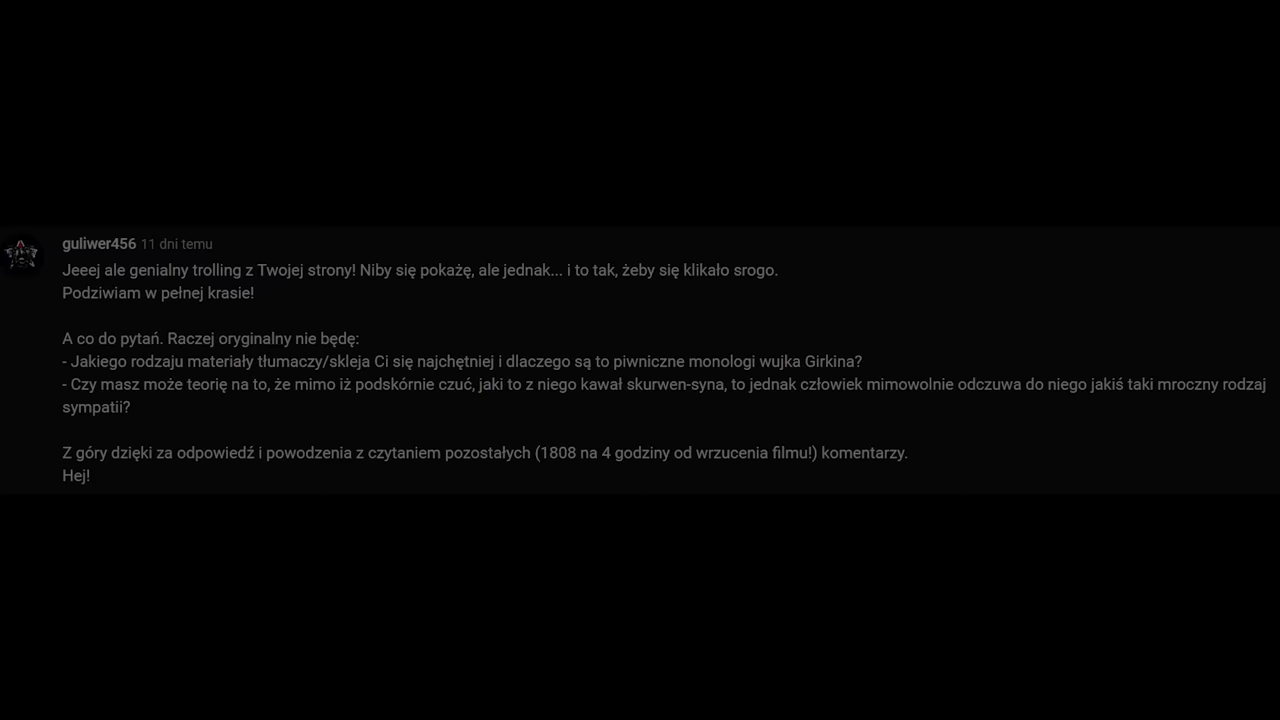 guliwer456 11 dni temu
Jeeej ale genialny trolling z Twojej strony! Niby się pokażę, ale jednak... i to tak, żeby się klikało srogo.
Podziwiam w pełnej krasie!
A co do pytań. Raczej oryginalny nie będę:
- Jakiego rodzaju materiały tłumaczy/skleja Ci się najchętniej i dlaczego są to piwniczne monologi wujka Girkina?
- Czy masz może teorię na to, że mimo iż podskórnie czuć, jaki to z niego kawał skurwen-syna, to jednak człowiek mimowolnie odczuwa do niego jakiś taki mroczny rodzaj
sympatii?
Z góry dzięki za odpowiedź i powodzenia z czytaniem pozostałych (1808 na 4 godziny od wrzucenia filmu!) komentarzy.
Hej!